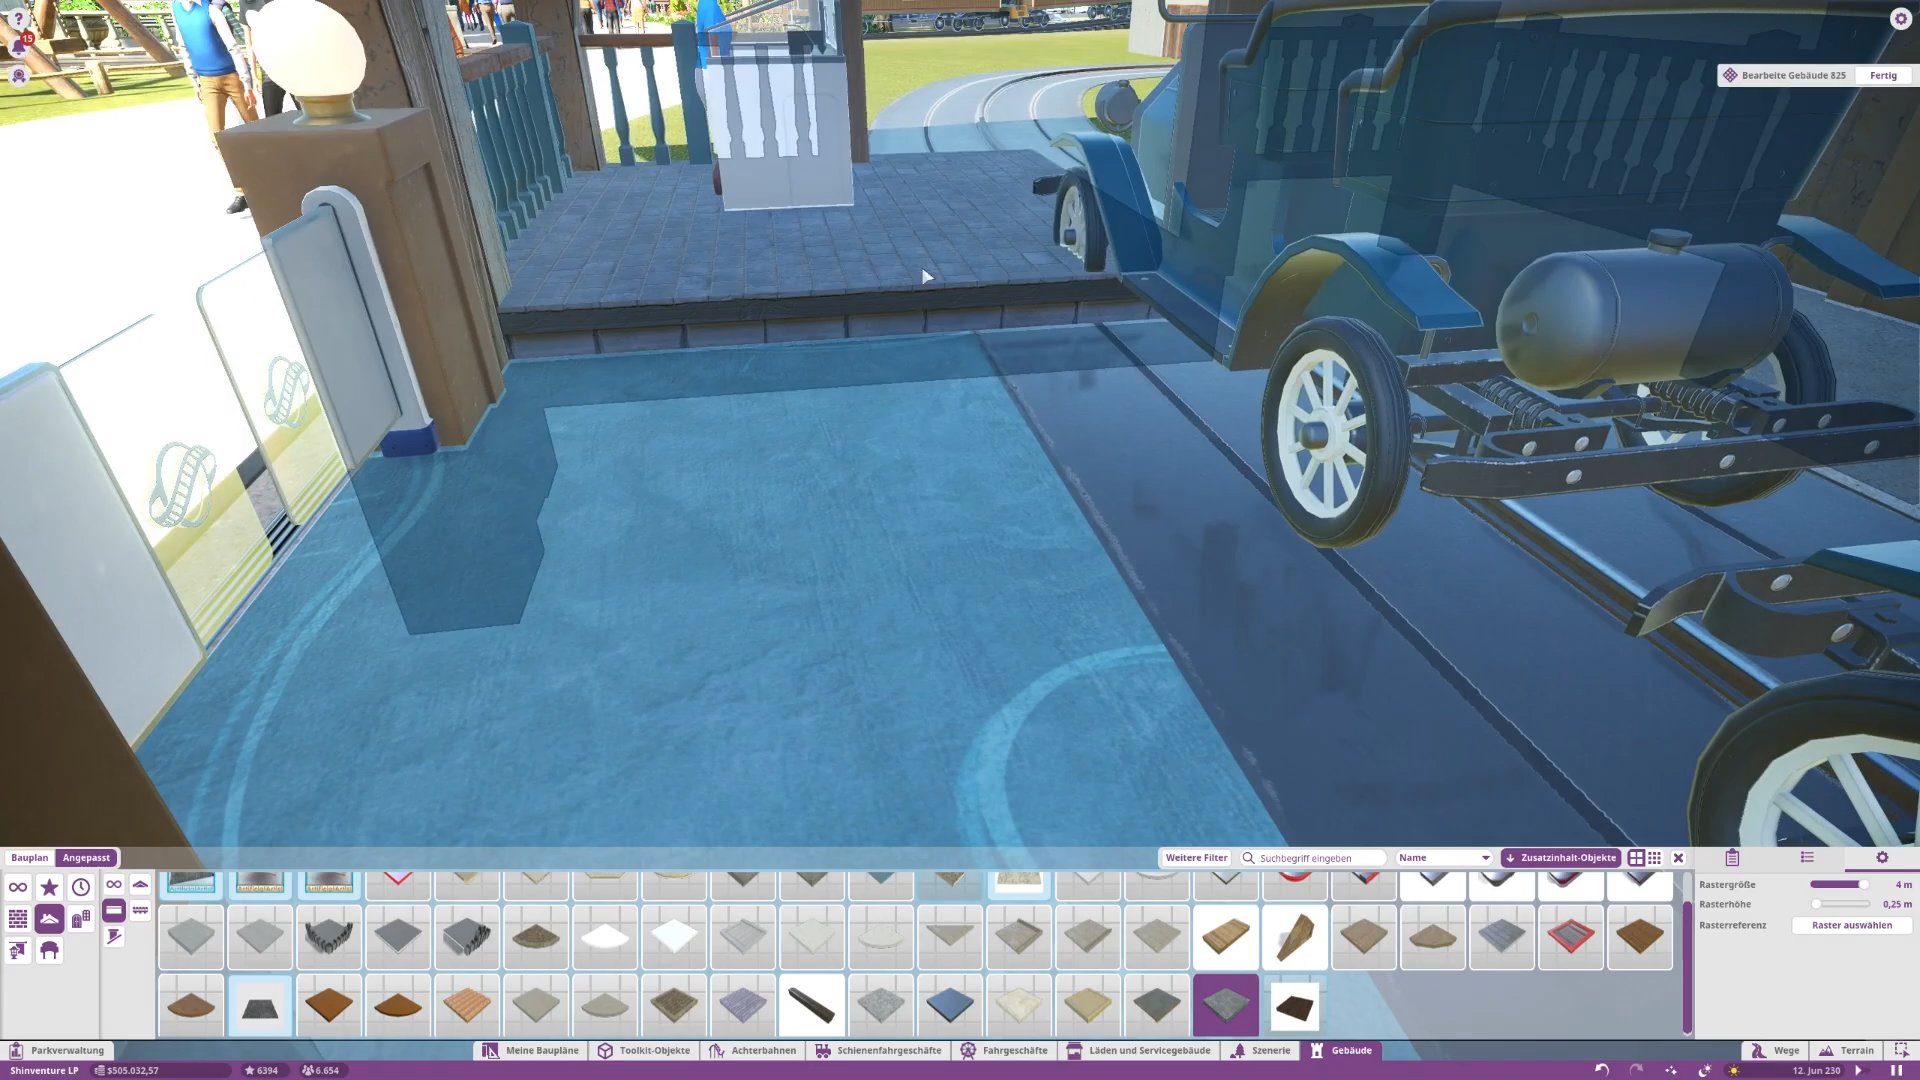 ?
15
Bearbeite Gebäude 825
Fertig
Bauplan
Angepasst
Weitere Filter
Suchbegriff eingeben
Name
Zusatzinhalt-Objekte
Rastergröße
4 m
Rasterhöhe
0,25 m
Rasterreferenz
Raster auswählen
Parkverwaltung
Meine Baupläne
Toolkit-Objekte
Achterbahnen
Schienenfahrgeschäfte
Fahrgeschäfte
Läden und Servicegebäude
Szenerie
Gebäude
Wege
Terrain
Shinventure LP
$505.032,57
6394
6.654
12. Jun 230